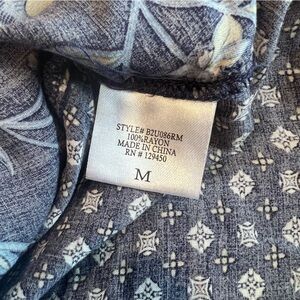 STYLE# B2U086RM
100%RAYON
MADE IN CHINA
RN # 129450
M